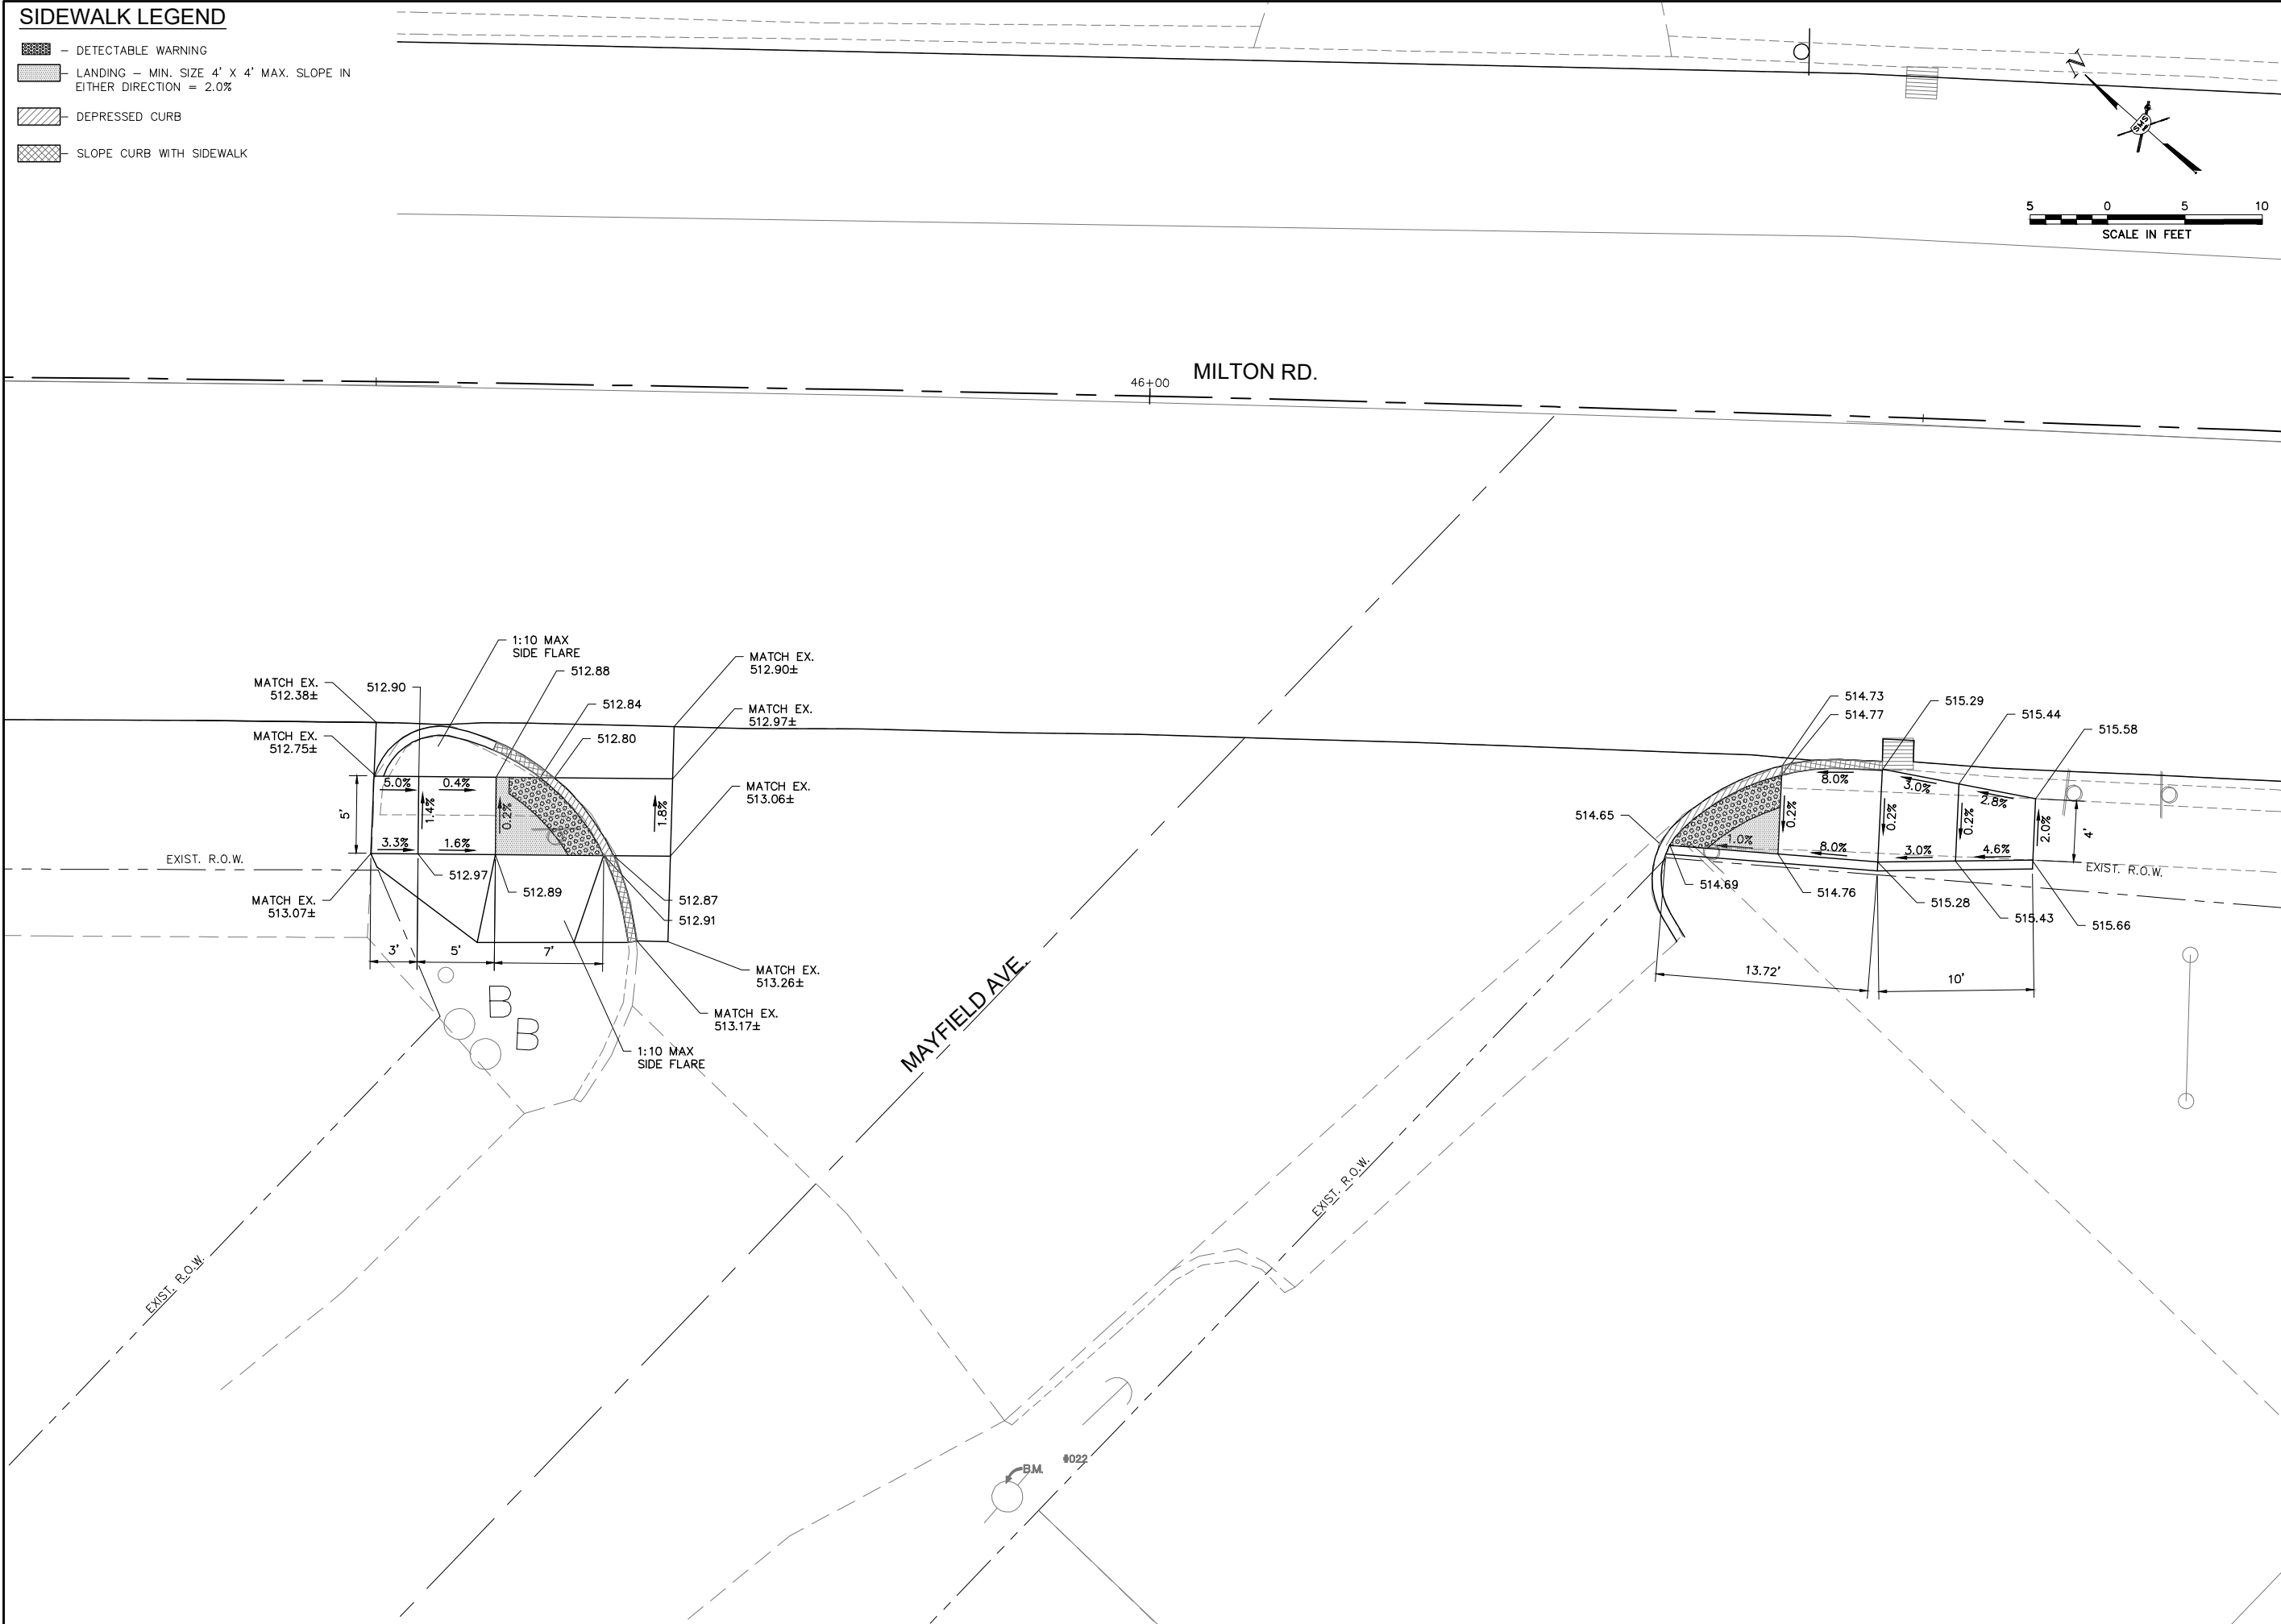 SIDEWALK LEGEND
– DETECTABLE WARNING
– LANDING – MIN. SIZE 4' X 4' MAX. SLOPE IN
EITHER DIRECTION = 2.0%
– DEPRESSED CURB
– SLOPE CURB WITH SIDEWALK
N
SMS
5 0 5 10
SCALE IN FEET
46+00
MILTON RD.
MAYFIELD AVE.
1:10 MAX
SIDE FLARE
512.88
MATCH EX.
512.38±
512.90
512.84
512.80
MATCH EX.
512.90±
MATCH EX.
512.97±
MATCH EX.
512.75±
MATCH EX.
513.06±
5.0%
0.4%
1.4%
0.2%
1.8%
5'
3.3%
1.6%
EXIST. R.O.W.
512.97
512.89
512.87
512.91
MATCH EX.
513.07±
3'
5'
7'
MATCH EX.
513.26±
MATCH EX.
513.17±
1:10 MAX
SIDE FLARE
B
B
514.73
514.77
515.29
515.44
515.58
514.65
8.0%
3.0%
2.8%
0.2%
0.2%
0.2%
2.0%
4'
1.0%
8.0%
3.0%
4.6%
EXIST. R.O.W.
514.69
514.76
515.28
515.43
515.66
13.72'
10'
EXIST. R.O.W.
EXIST. R.O.W.
B.M.